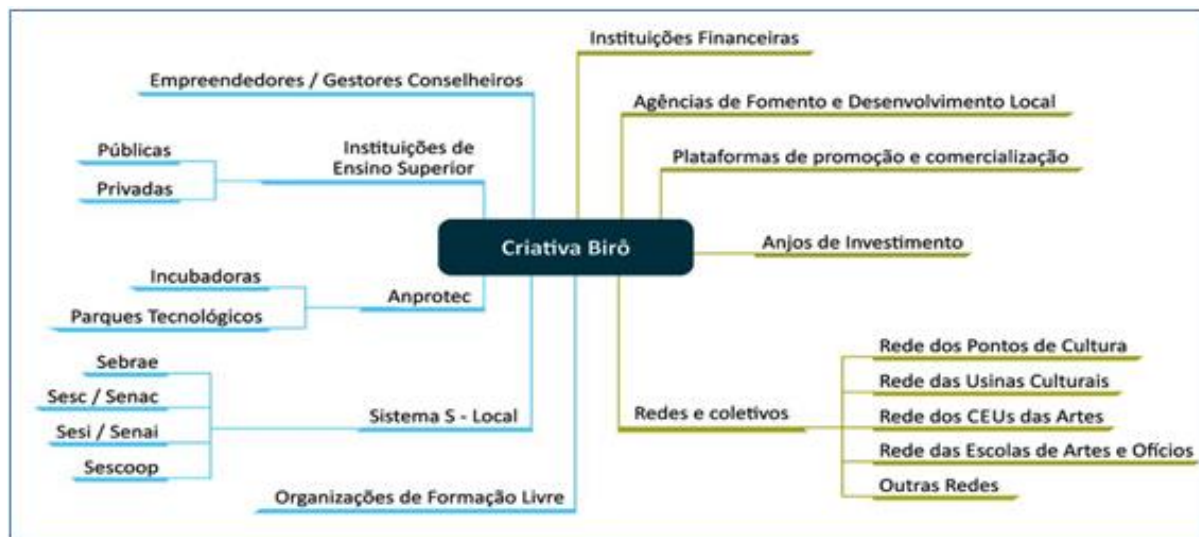 Empreendedores / Gestores Conselheiros
Instituições de
Ensino Superior
Públicas
Privadas
Anprotec
Incubadoras
Parques Tecnológicos
Sistema S - Local
Sebrae
Sesc / Senac
Sesi / Senai
Sescoop
Organizações de Formação Livre
Criativa Birô
Instituições Financeiras
Agências de Fomento e Desenvolvimento Local
Plataformas de promoção e comercialização
Anjos de Investimento
Redes e coletivos
Rede dos Pontos de Cultura
Rede das Usinas Culturais
Rede dos CEUs das Artes
Rede das Escolas de Artes e Ofícios
Outras Redes